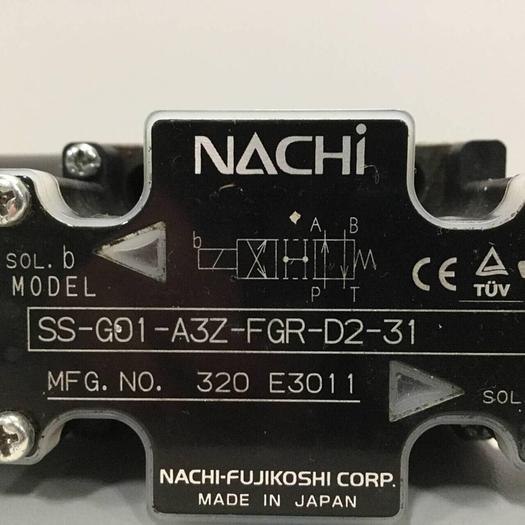 NACHi
A B
b
P T
SOL. b
MODEL
CE TÜV
SS-G01-A3Z-FGR-D2-31
MFG. NO. 320 E3011
SOL.
NACHI-FUJIKOSHI CORP.
MADE IN JAPAN